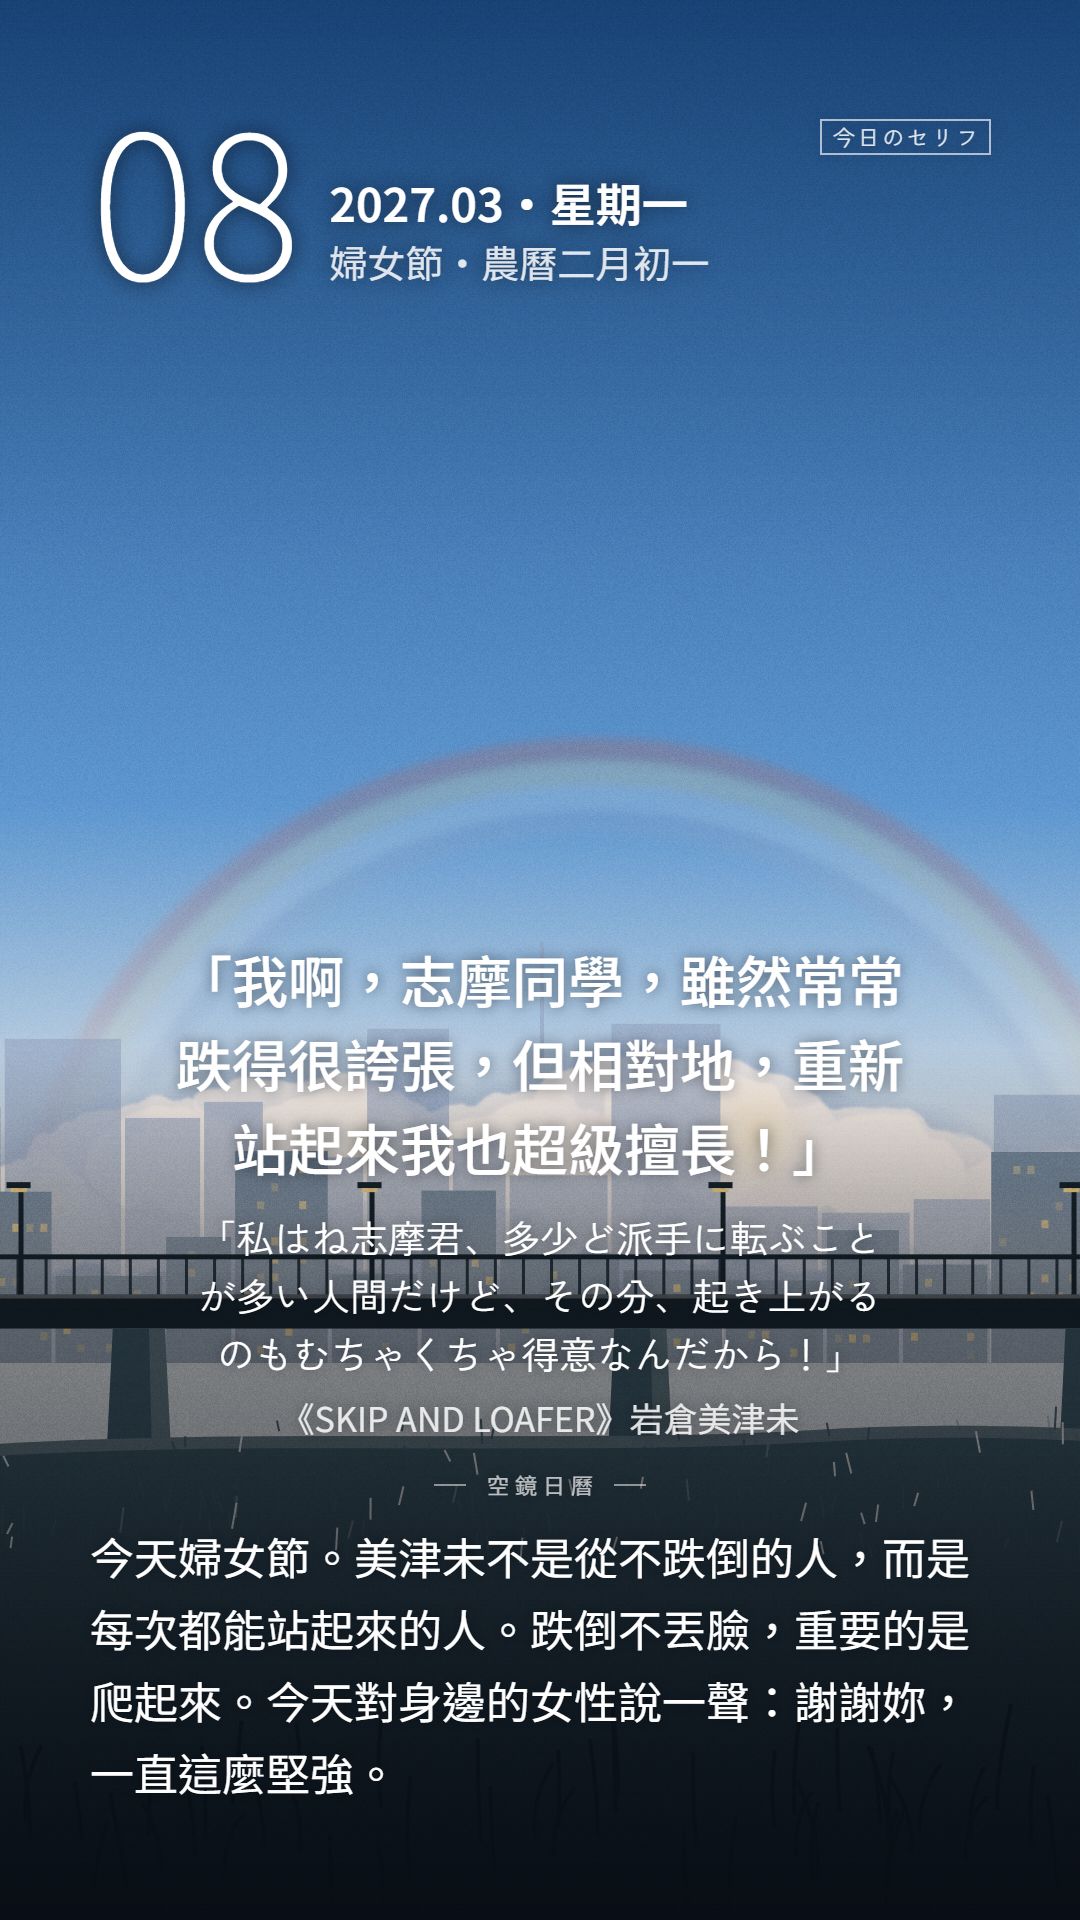 今日のセリフ
08
2027.03・星期一
婦女節・農曆二月初一
「我啊，志摩同學，雖然常常
跌得很誇張，但相對地，重新
站起來我也超級擅長！」
「私はね志摩君、多少ど派手に転ぶこと
が多い人間だけど、その分、起き上がる
のもむちゃくちゃ得意なんだから！」
《SKIP AND LOAFER》岩倉美津未
空鏡日曆
今天婦女節。美津未不是從不跌倒的人，而是
每次都能站起來的人。跌倒不丟臉，重要的是
爬起來。今天對身邊的女性說一聲：謝謝妳，
一直這麼堅強。